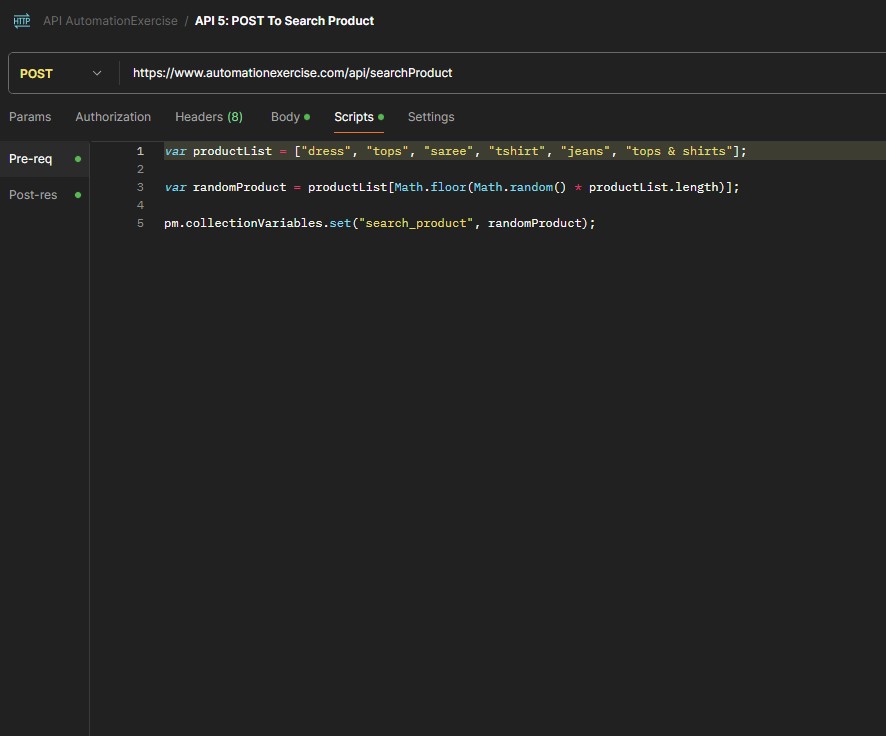 HTTP API AutomationExercise / API 5: POST To Search Product
POST https://www.automationexercise.com/api/searchProduct
Params Authorization Headers (8) Body Scripts Settings
Pre-req
Post-res
1 var productList = ["dress", "tops", "saree", "tshirt", "jeans", "tops & shirts"];
2
3 var randomProduct = productList[Math.floor(Math.random() * productList.length)];
4
5 pm.collectionVariables.set("search_product", randomProduct);